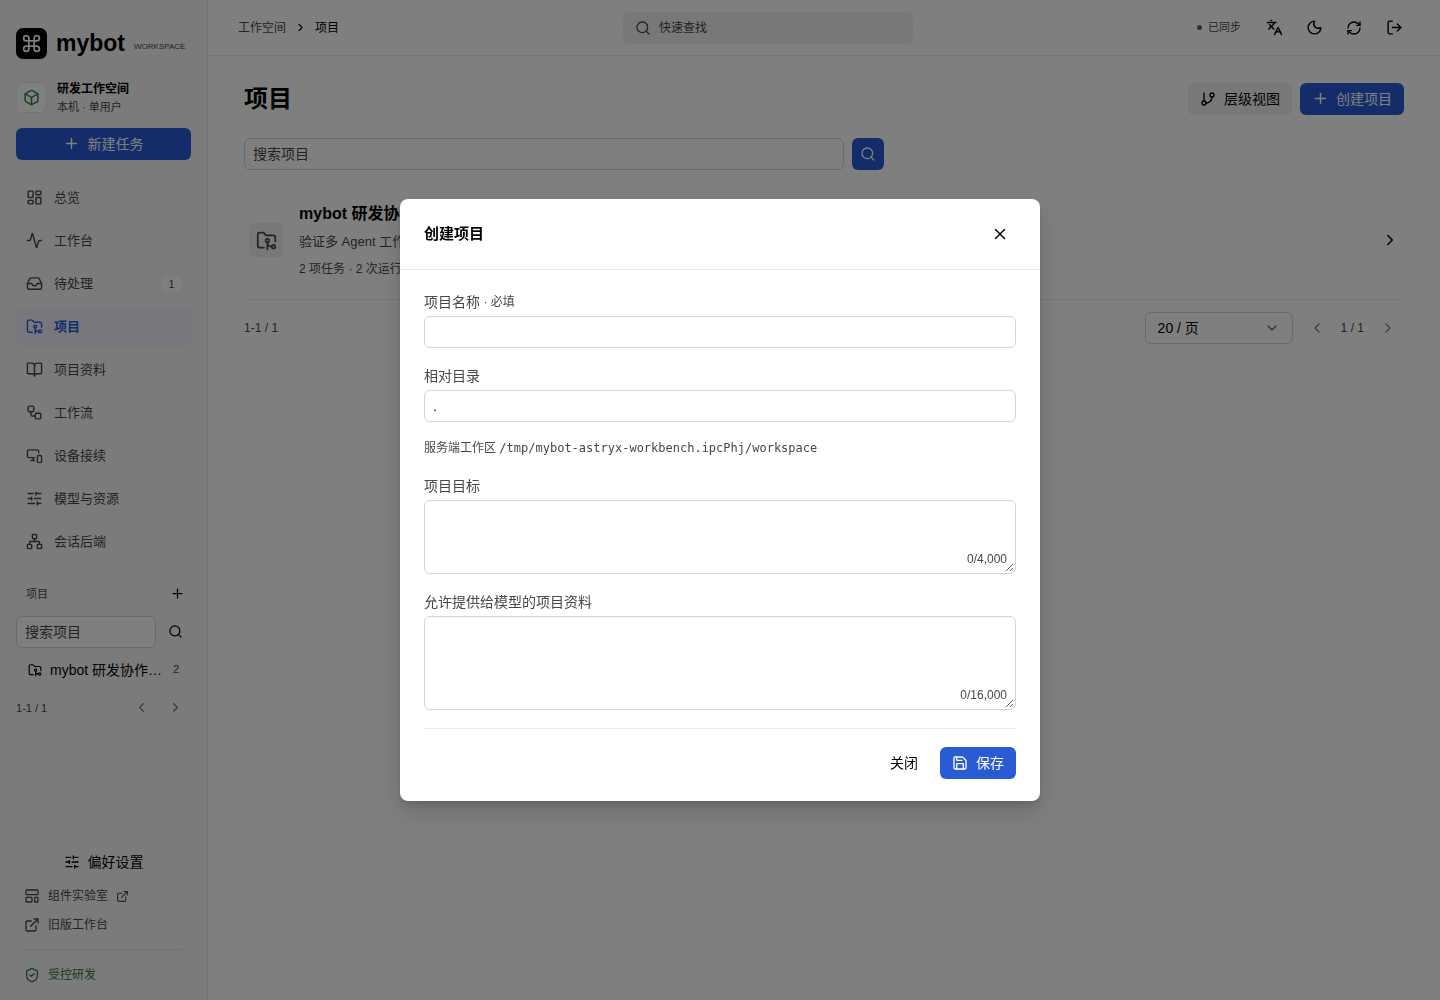 mybot WORKSPACE
研发工作空间
本机 · 单用户
新建任务
总览
工作台
待处理 1
项目
项目资料
工作流
设备接续
模型与资源
会话后端
项目
搜索项目
mybot 研发协作… 2
1-1 / 1
偏好设置
组件实验室
旧版工作台
受控研发
工作空间 项目
快速查找
已同步
项目
层级视图
创建项目
搜索项目
mybot 研发协
验证多 Agent 工作
2 项任务 · 2 次运行
1-1 / 1
20 / 页
1 / 1
创建项目
项目名称 · 必填
相对目录
.
服务端工作区 /tmp/mybot-astryx-workbench.ipcPhj/workspace
项目目标
0/4,000
允许提供给模型的项目资料
0/16,000
关闭
保存